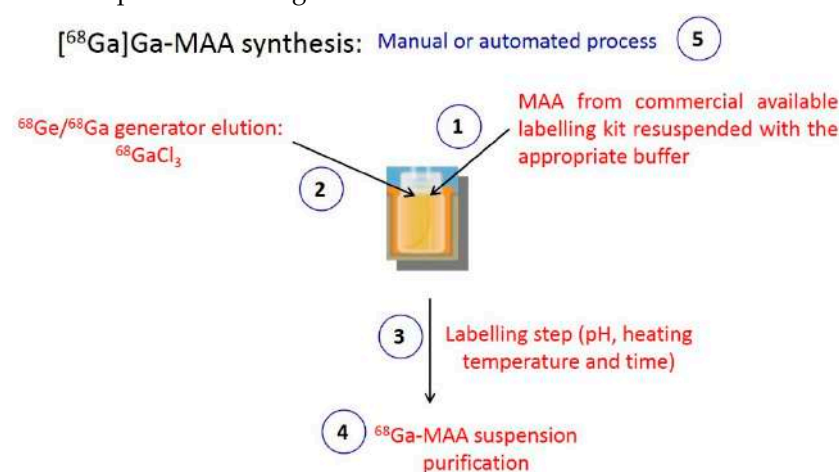 [⁶⁸Ga]Ga-MAA synthesis: Manual or automated process 5
1
MAA from commercial available
labelling kit resuspended with the
appropriate buffer
⁶⁸Ge/⁶⁸Ga generator elution:
⁶⁸GaCl₃
2
3
Labelling step (pH, heating
temperature and time)
4
⁶⁸Ga-MAA suspension
purification